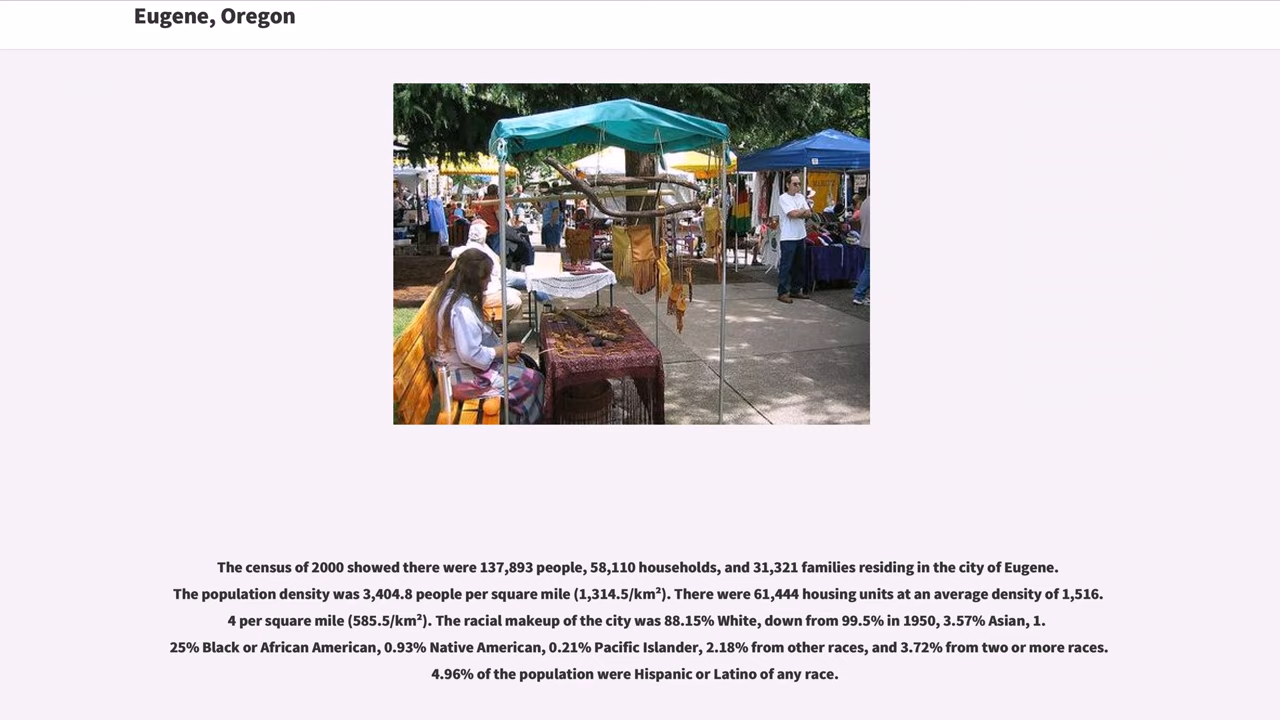 Eugene, Oregon
The census of 2000 showed there were 137,893 people, 58,110 households, and 31,321 families residing in the city of Eugene.
The population density was 3,404.8 people per square mile (1,314.5/km²). There were 61,444 housing units at an average density of 1,516.
4 per square mile (585.5/km²). The racial makeup of the city was 88.15% White, down from 99.5% in 1950, 3.57% Asian, 1.
25% Black or African American, 0.93% Native American, 0.21% Pacific Islander, 2.18% from other races, and 3.72% from two or more races.
4.96% of the population were Hispanic or Latino of any race.